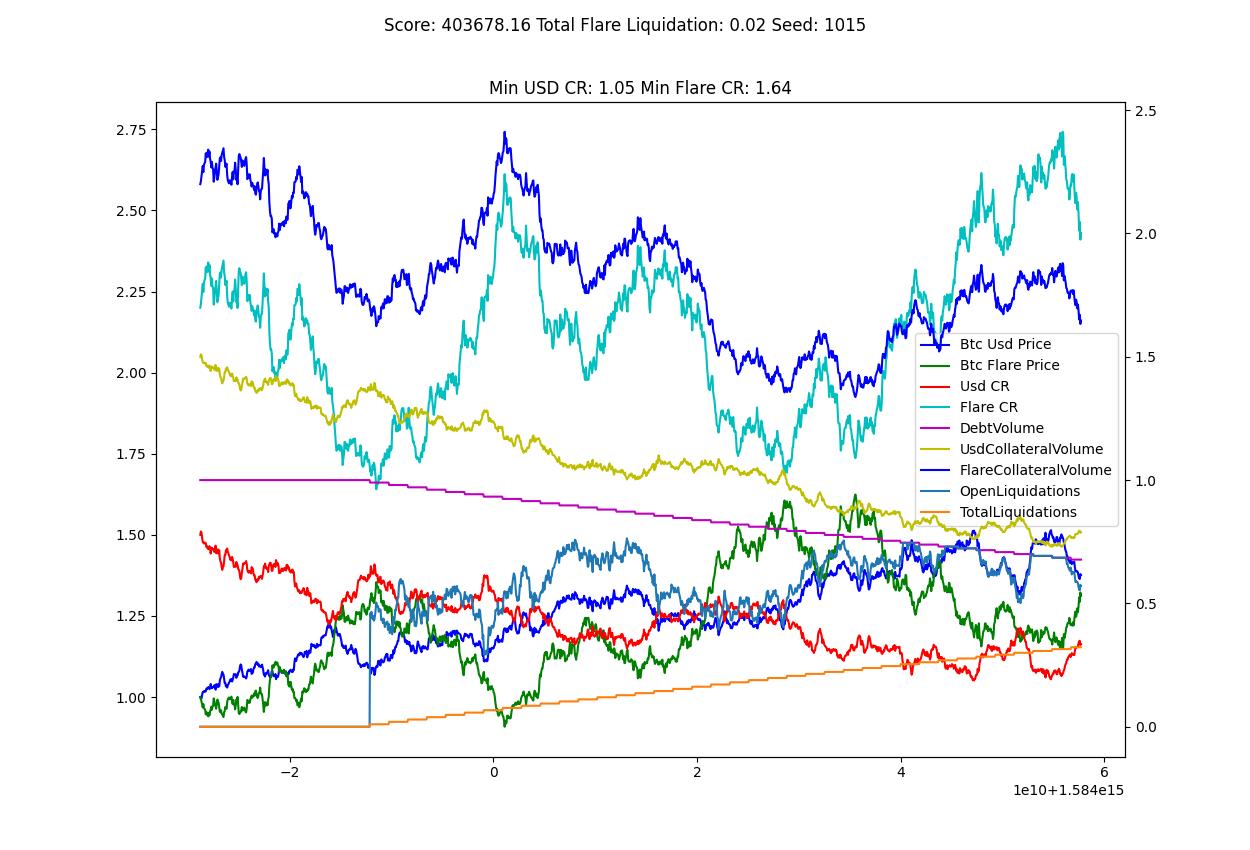 Score: 403678.16 Total Flare Liquidation: 0.02 Seed: 1015
Min USD CR: 1.05 Min Flare CR: 1.64
2.75
2.50
2.25
2.00
1.75
1.50
1.25
1.00
2.5
2.0
1.5
1.0
0.5
0.0
Btc Usd Price
Btc Flare Price
Usd CR
Flare CR
DebtVolume
UsdCollateralVolume
FlareCollateralVolume
OpenLiquidations
TotalLiquidations
−2 0 2 4 6
1e10+1.584e15